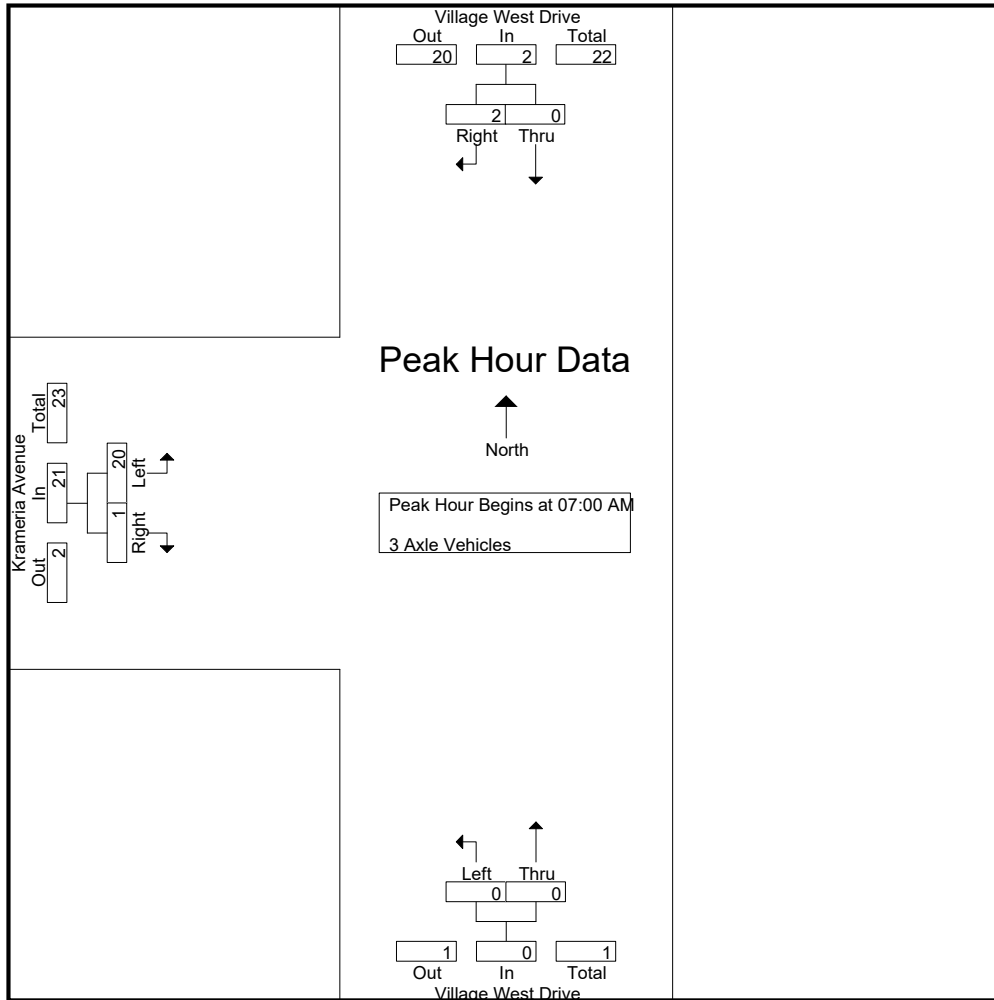 Village West Drive
Out In Total
20 2 22
2 0
Right Thru
Peak Hour Data
North
Peak Hour Begins at 07:00 AM
3 Axle Vehicles
Krameria Avenue
Out In Total
2 21 23
1 20
Right Left
Left Thru
0 0
1 0 1
Out In Total
Village West Drive